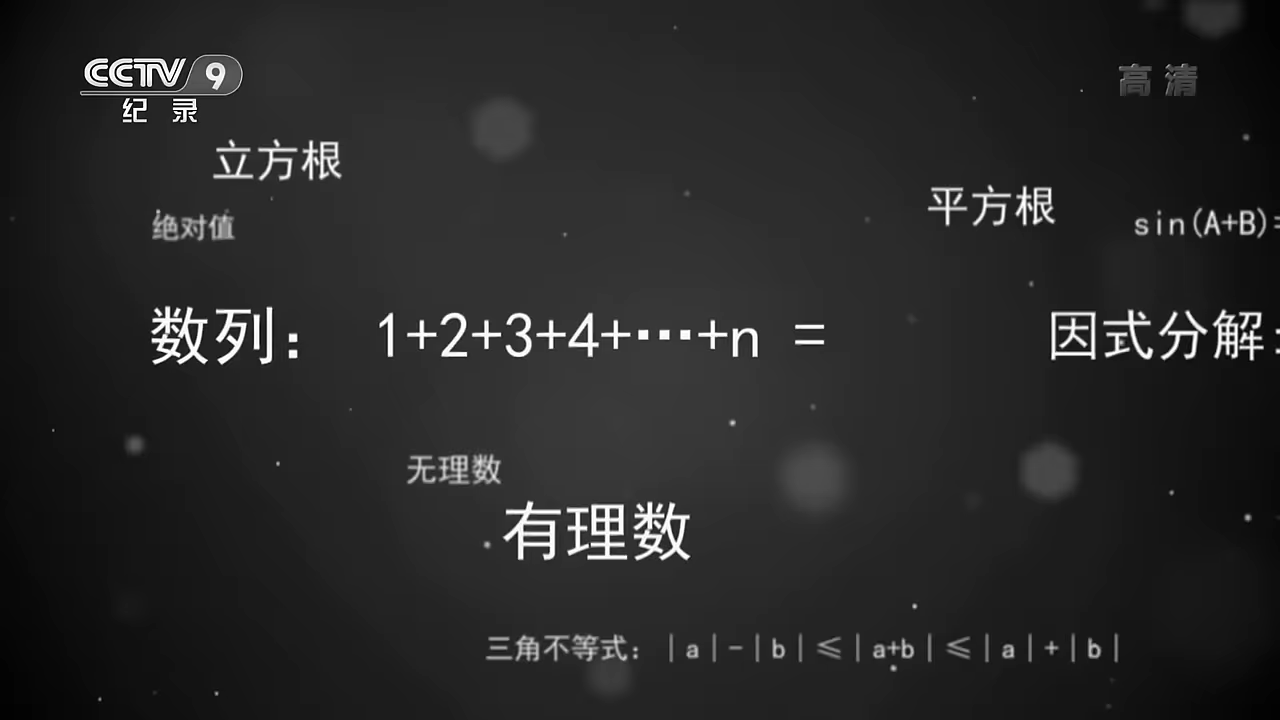 CCTV 9
高清
纪录
立方根
平方根
绝对值
sin(A+B)=
数列： 1+2+3+4+┅+n =
因式分解：
无理数
有理数
三角不等式：|a|-|b|≤|a+b|≤|a|+|b|